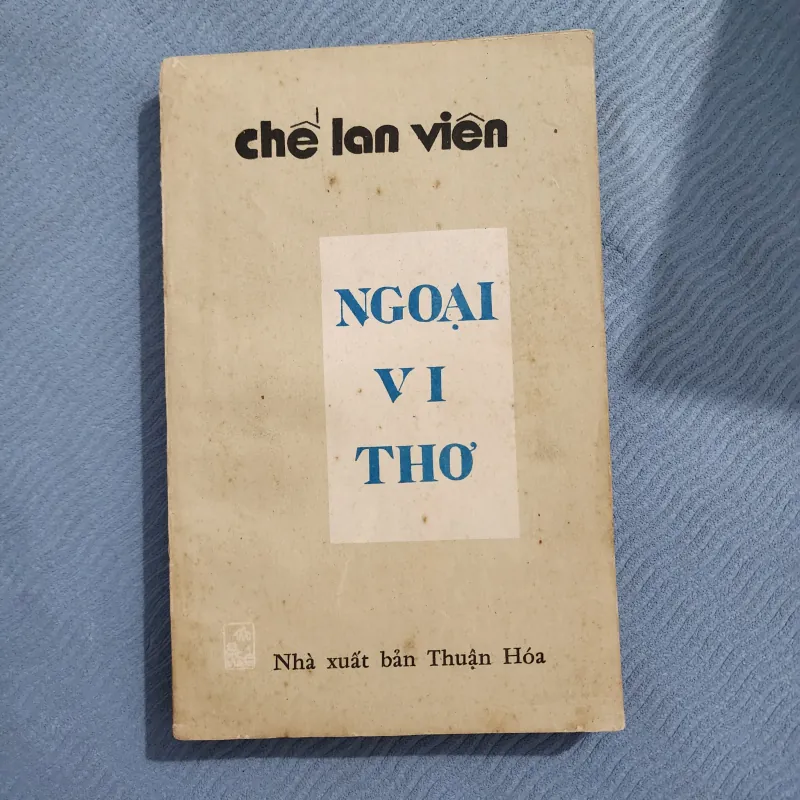 chế lan viên
NGOẠI
VI
THƠ
Nhà xuất bản Thuận Hóa